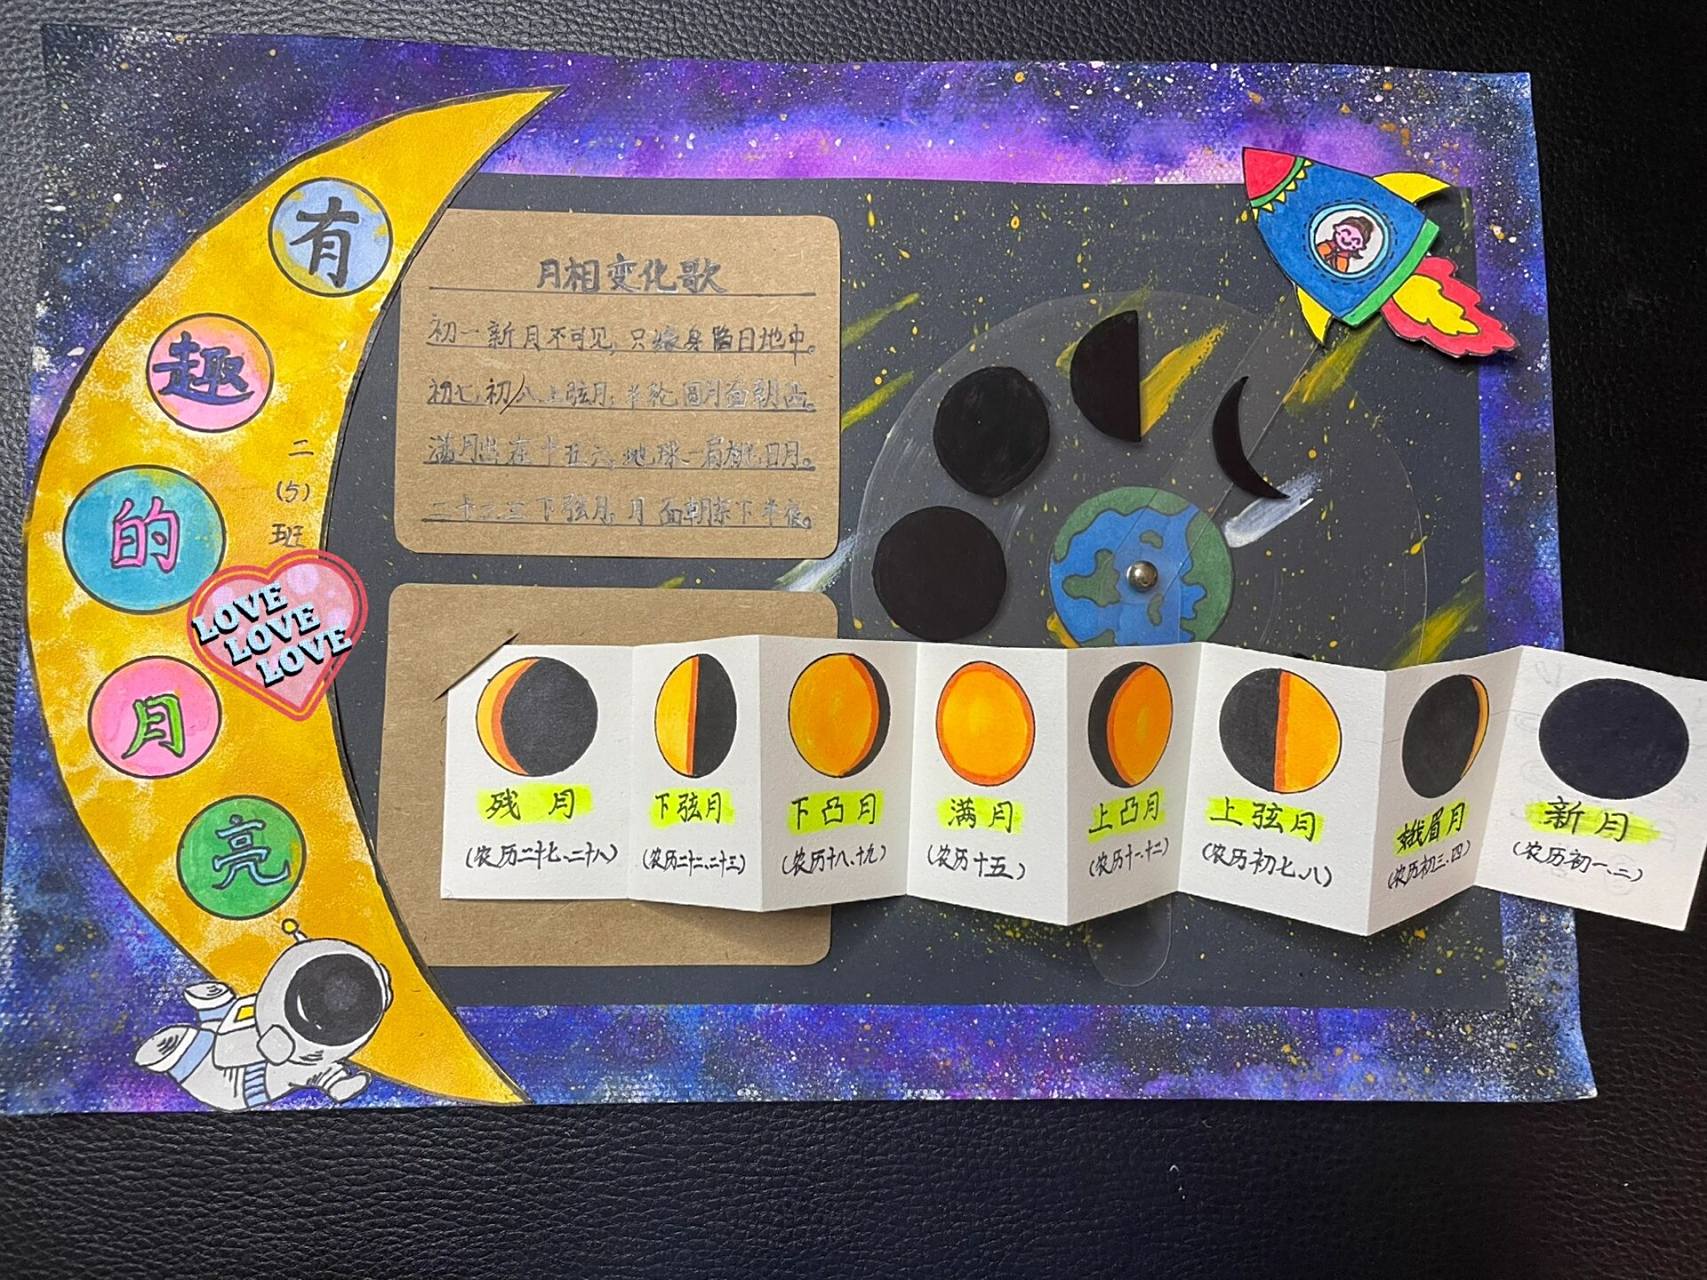 有
趣
的
月
亮
二
(5)
班
LOVE
LOVE
LOVE
月相变化歌
初一新月不可见,只缘身陷日地中。
初七、初八上弦月,半轮圆月面朝西。
满月出在十五六,地球一肩挑日月。
二十二三下弦月,月面朝东下半夜。
残月
(农历二十七、二十八)
下弦月
(农历二十二、二十三)
下凸月
(农历十八、十九)
满月
(农历十五)
上凸月
(农历十一、十二)
上弦月
(农历初七、八)
蛾眉月
(农历初三、四)
新月
(农历初一、二)